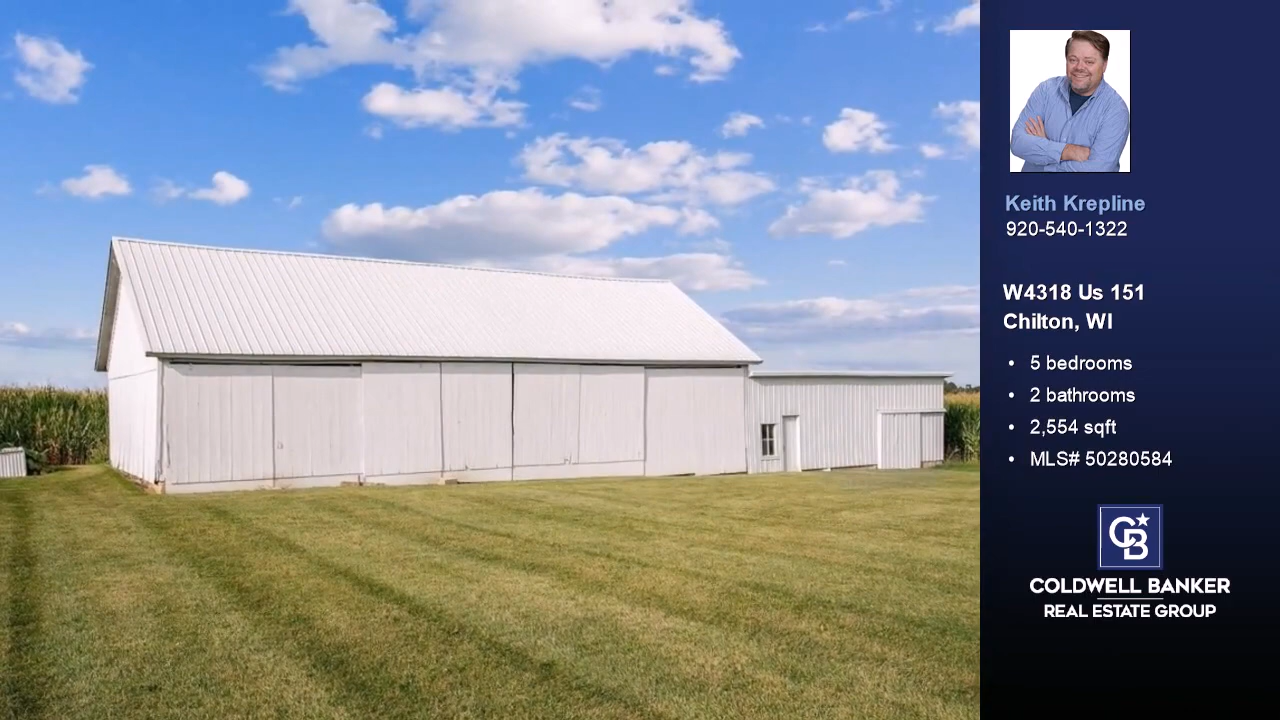 Keith Krepline
920-540-1322
W4318 Us 151
Chilton, WI
• 5 bedrooms
• 2 bathrooms
• 2,554 sqft
• MLS# 50280584
CB
COLDWELL BANKER
REAL ESTATE GROUP